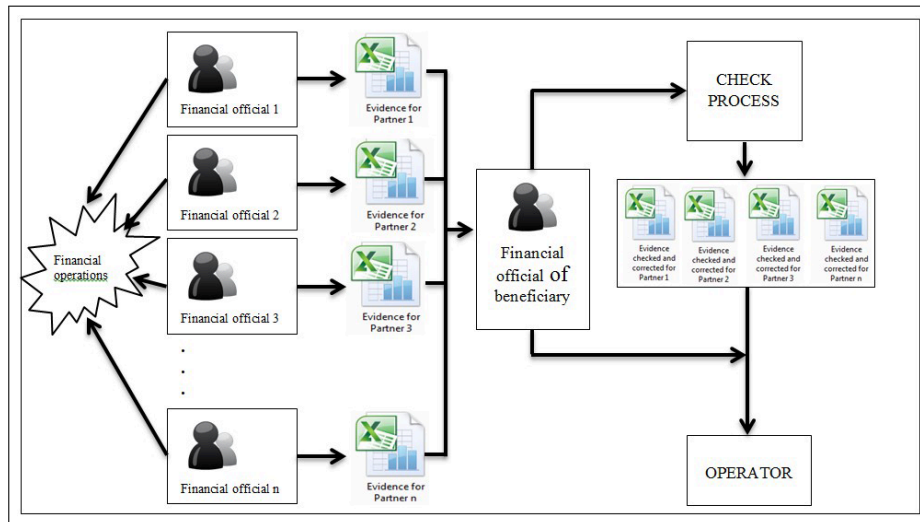 Financial official 1
Evidence for
Partner 1
Financial official 2
Evidence for
Partner 2
Financial
operations
Financial official 3
Evidence for
Partner 3
Financial official n
Evidence for
Partner n
Financial
official of
beneficiary
CHECK
PROCESS
Evidence
checked and
corrected for
Partner 1
Evidence
checked and
corrected for
Partner 2
Evidence
checked and
corrected for
Partner 3
Evidence
checked and
corrected for
Partner n
OPERATOR